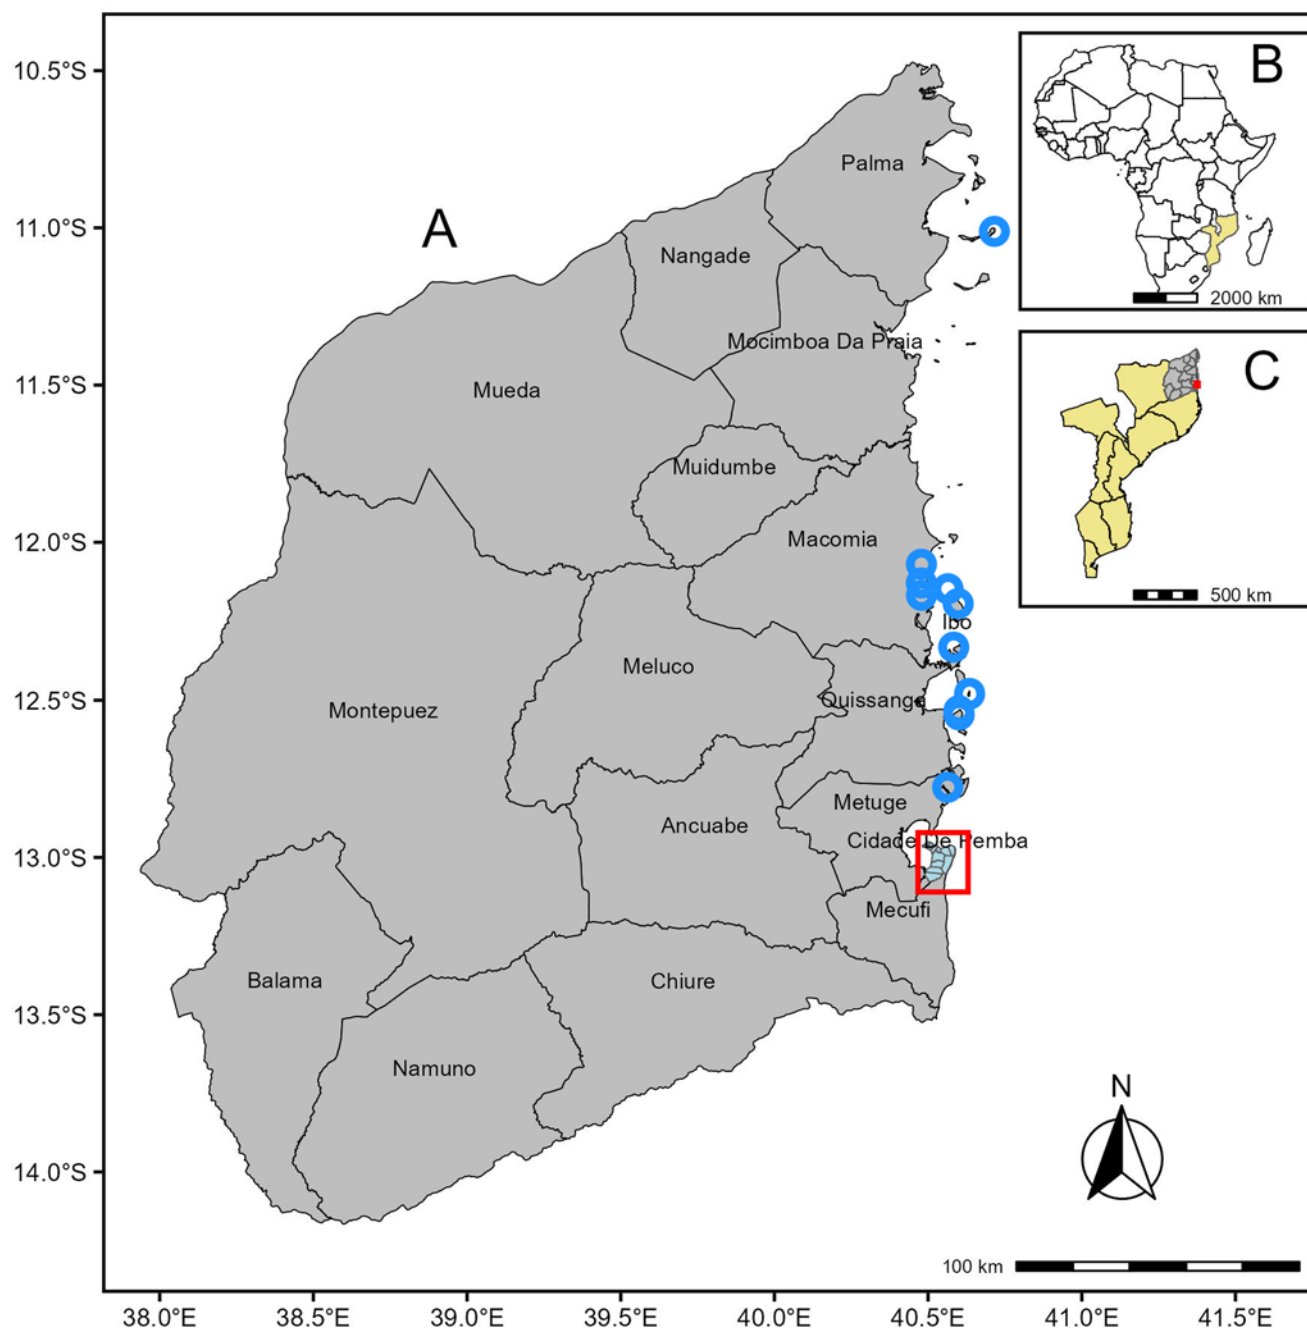 10.5°S
B
Palma
A
11.0°S
Nangade
2000 km
Mocimboa Da Praia
C
11.5°S
Mueda
Muidumbe
12.0°S
Macomia
500 km
Ibo
Meluco
12.5°S
Quissanga
Montepuez
Metuge
Ancuabe
Cidade De Pemba
13.0°S
Mecufi
Balama
Chiure
13.5°S
Namuno
N
14.0°S
100 km
38.0°E 38.5°E 39.0°E 39.5°E 40.0°E 40.5°E 41.0°E 41.5°E